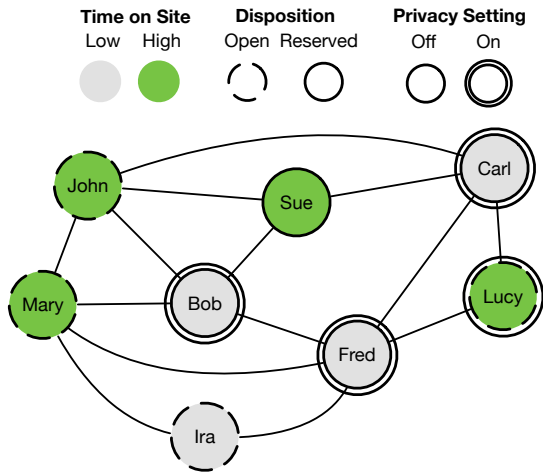 Time on Site Disposition Privacy Setting
Low High Open Reserved Off On
Carl
John
Sue
Mary
Bob
Lucy
Fred
Ira